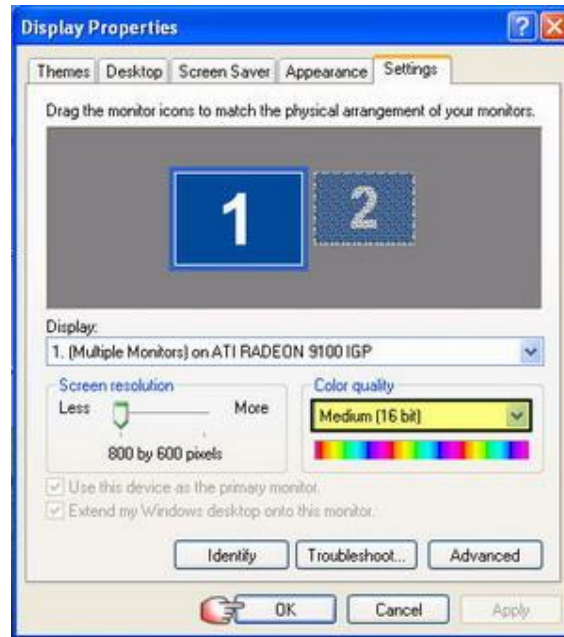 Display Properties
Themes Desktop Screen Saver Appearance Settings
Drag the monitor icons to match the physical arrangement of your monitors.
1 2
Display:
1. (Multiple Monitors) on ATI RADEON 9100 IGP
Screen resolution Color quality
Less More Medium (16 bit)
800 by 600 pixels
Use this device as the primary monitor.
Extend my Windows desktop onto this monitor.
Identify Troubleshoot... Advanced
OK Cancel Apply